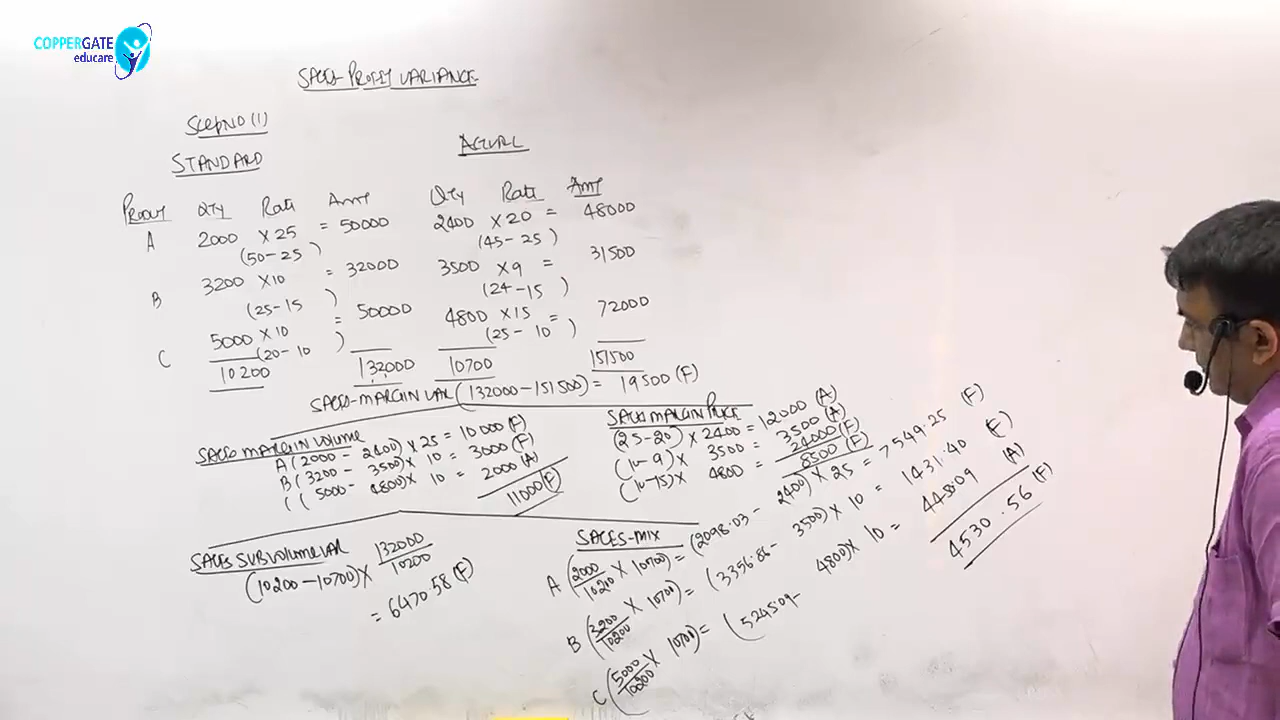 COPPERGATE
educare
SALES PROFIT VARIANCE
STANDARD
ACTUAL
Qty Rate Amt Qty Rate Amt
A 2000 × 25 = 50000 2400 × 20 = 48000
(50-25) (45-25)
B 3200 × 10 = 32000 3500 × 9 = 31500
(25-15) (24-15)
C 5000 × 10 = 50000 4800 × 15 = 72000
(20-10) (25-10)
10200 132000 10700 151500
SALES-MARGIN VAR (132000-151500) = 19500 (F)
SALES MARGIN VOLUME
A (2000 - 2400) × 25 = 10000 (F)
B (3200 - 3500) × 10 = 3000 (F)
C (5000 - 4800) × 10 = 2000 (A)
11000 (F)
SALES MARGIN PRICE
(25-20) × 2400 = 12000 (A)
(10-9) × 3500 = 3500 (A)
(10-15) × 4800 = 24000 (F)
8500 (F)
SALES SUBVOLUME VAR
(10200-10700) × 132000/10200
= 6470.58 (F)
SALES-MIX
A (2000/10200 × 10700) = (2098.03 - 2400) × 25 = 7549.25 (F)
B (3200/10200 × 10700) = (3356.86 - 3500) × 10 = 1431.40 (F)
C (5000/10200 × 10700) = (5245.09 - 4800) × 10 = 4450.09 (A)
4530.56 (F)